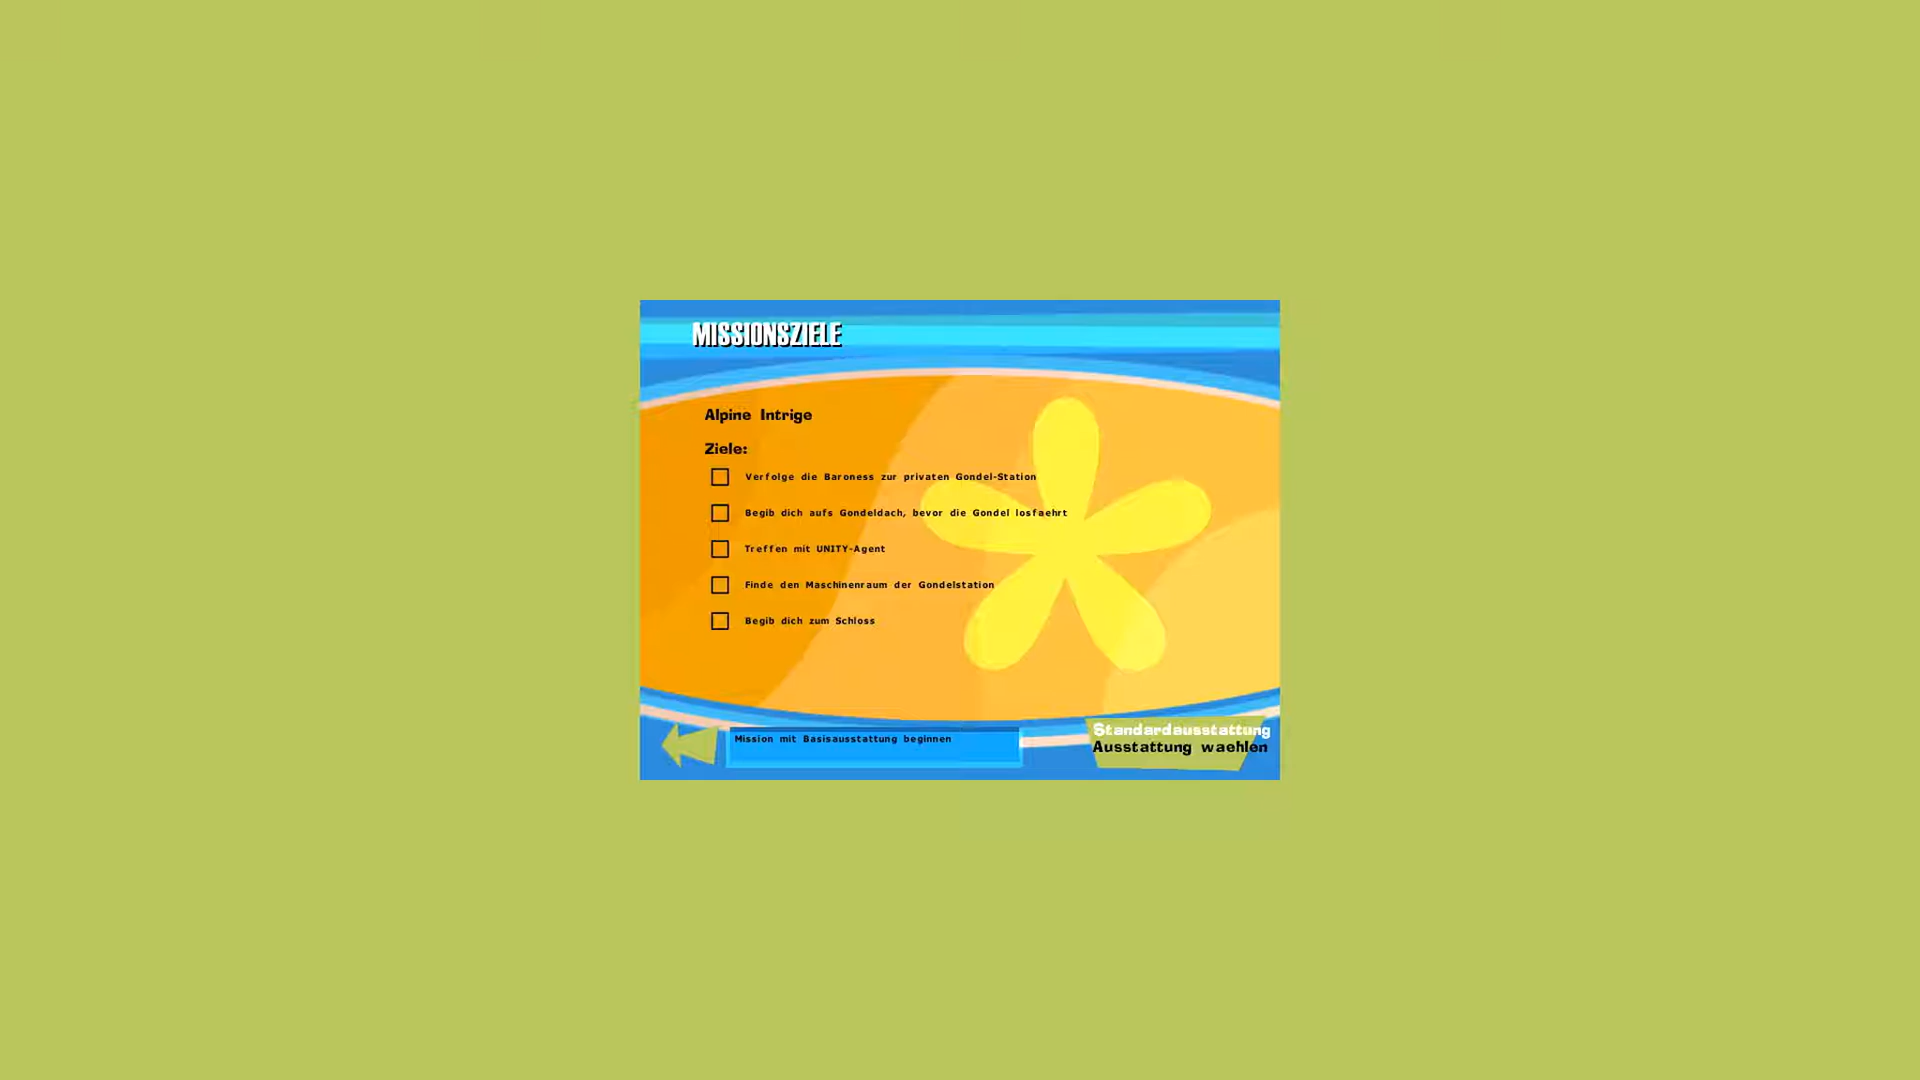 MISSIONSZIELE
Alpine Intrige
Ziele:
Verfolge die Baroness zur privaten Gondel-Station
Begib dich aufs Gondeldach, bevor die Gondel losfaehrt
Treffen mit UNITY-Agent
Finde den Maschinenraum der Gondelstation
Begib dich zum Schloss
Mission mit Basisausstattung beginnen
Standardausstattung
Ausstattung waehlen